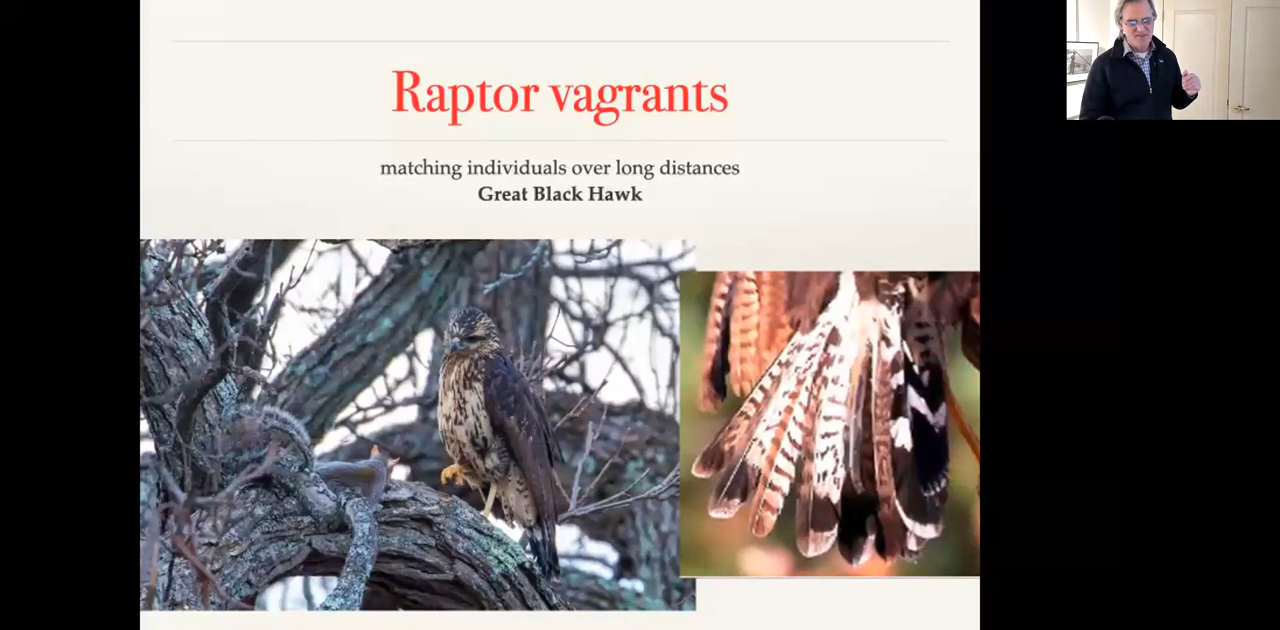 Raptor vagrants
matching individuals over long distances
Great Black Hawk